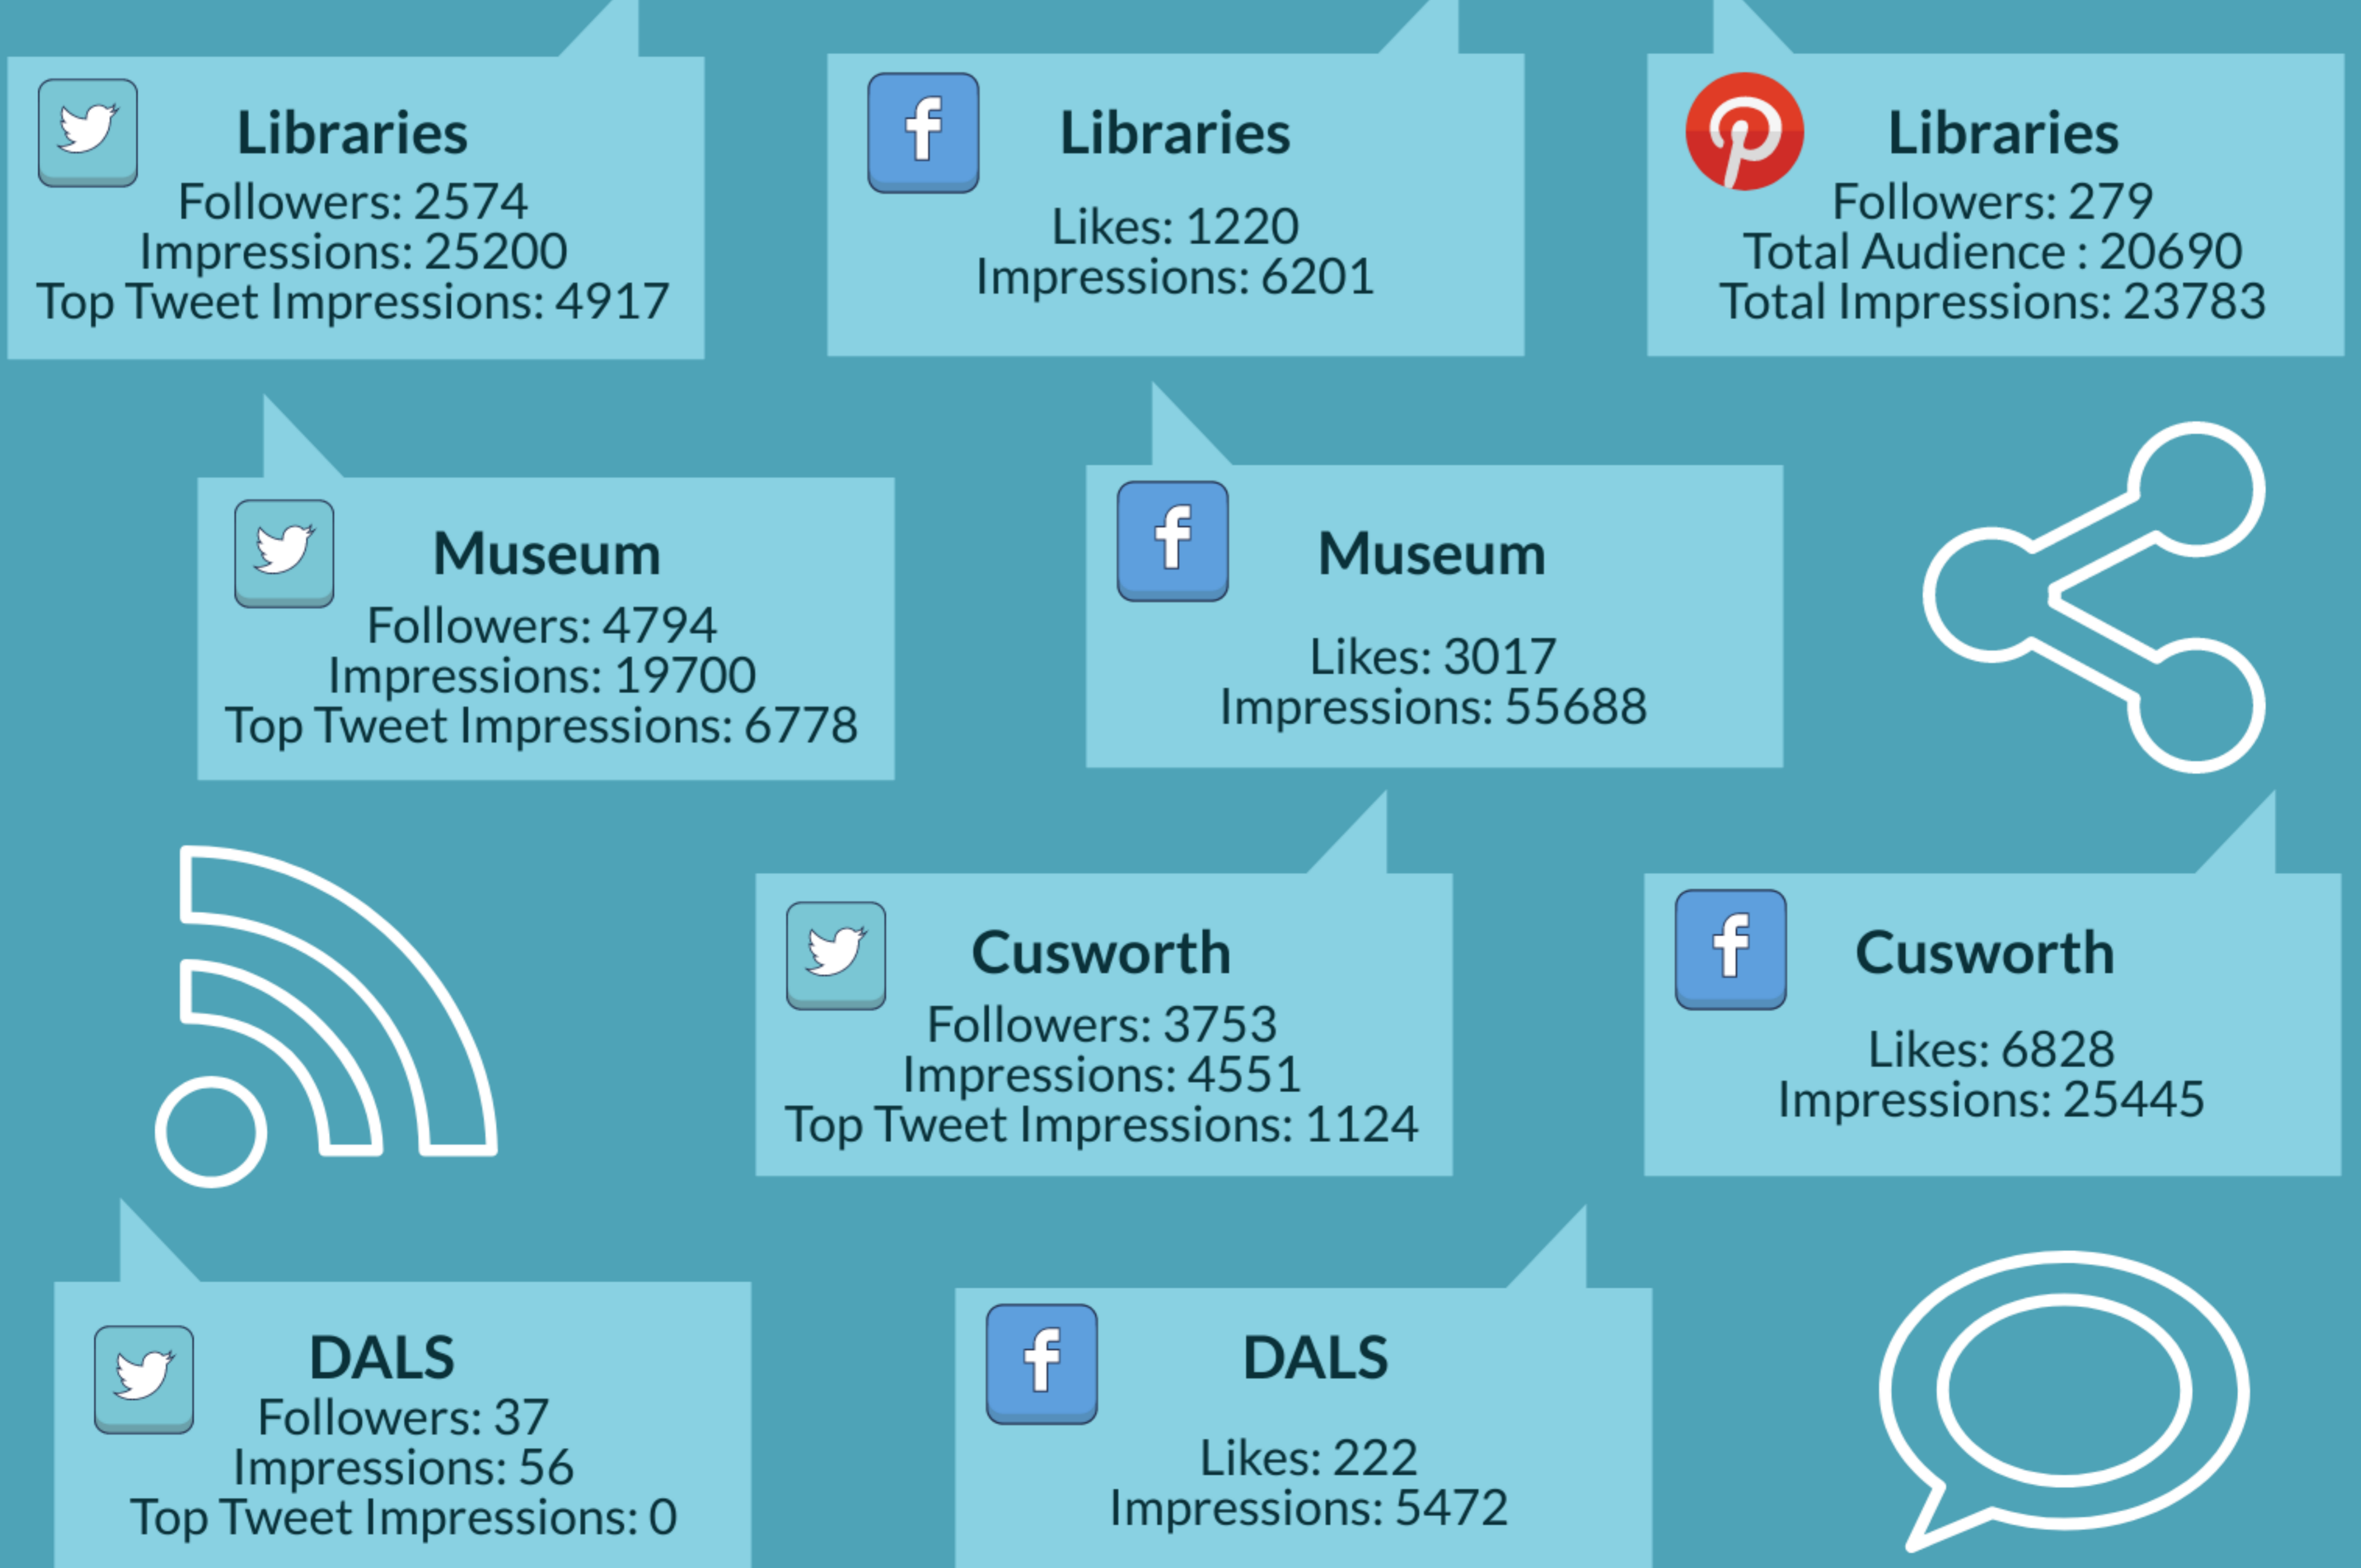 Libraries
Followers: 2574
Impressions: 25200
Top Tweet Impressions: 4917
Libraries
Likes: 1220
Impressions: 6201
Libraries
Followers: 279
Total Audience : 20690
Total Impressions: 23783
Museum
Followers: 4794
Impressions: 19700
Top Tweet Impressions: 6778
Museum
Likes: 3017
Impressions: 55688
Cusworth
Followers: 3753
Impressions: 4551
Top Tweet Impressions: 1124
Cusworth
Likes: 6828
Impressions: 25445
DALS
Followers: 37
Impressions: 56
Top Tweet Impressions: 0
DALS
Likes: 222
Impressions: 5472